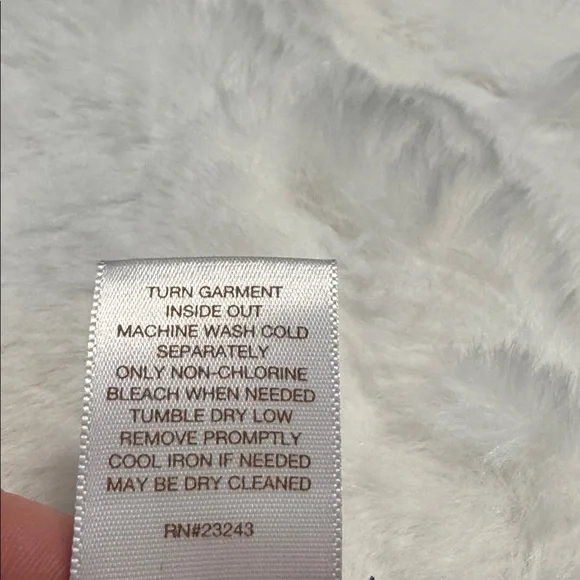 TURN GARMENT
INSIDE OUT
MACHINE WASH COLD
SEPARATELY
ONLY NON-CHLORINE
BLEACH WHEN NEEDED
TUMBLE DRY LOW
REMOVE PROMPTLY
COOL IRON IF NEEDED
MAY BE DRY CLEANED
RN#23243